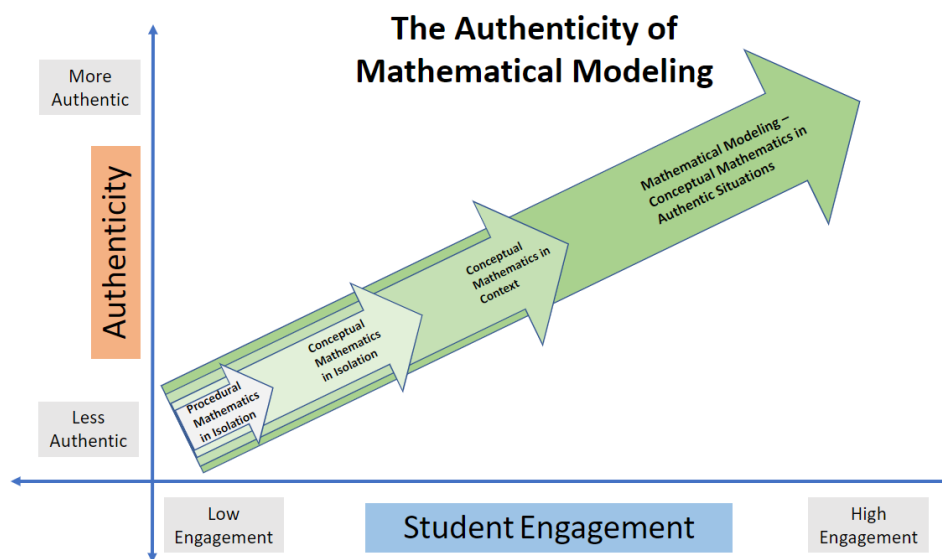 The Authenticity of
Mathematical Modeling
More
Authentic
Authenticity
Less
Authentic
Procedural
Mathematics
in Isolation
Conceptual
Mathematics
in Isolation
Conceptual
Mathematics in
Context
Mathematical Modeling –
Conceptual Mathematics in
Authentic Situations
Low
Engagement
Student Engagement
High
Engagement